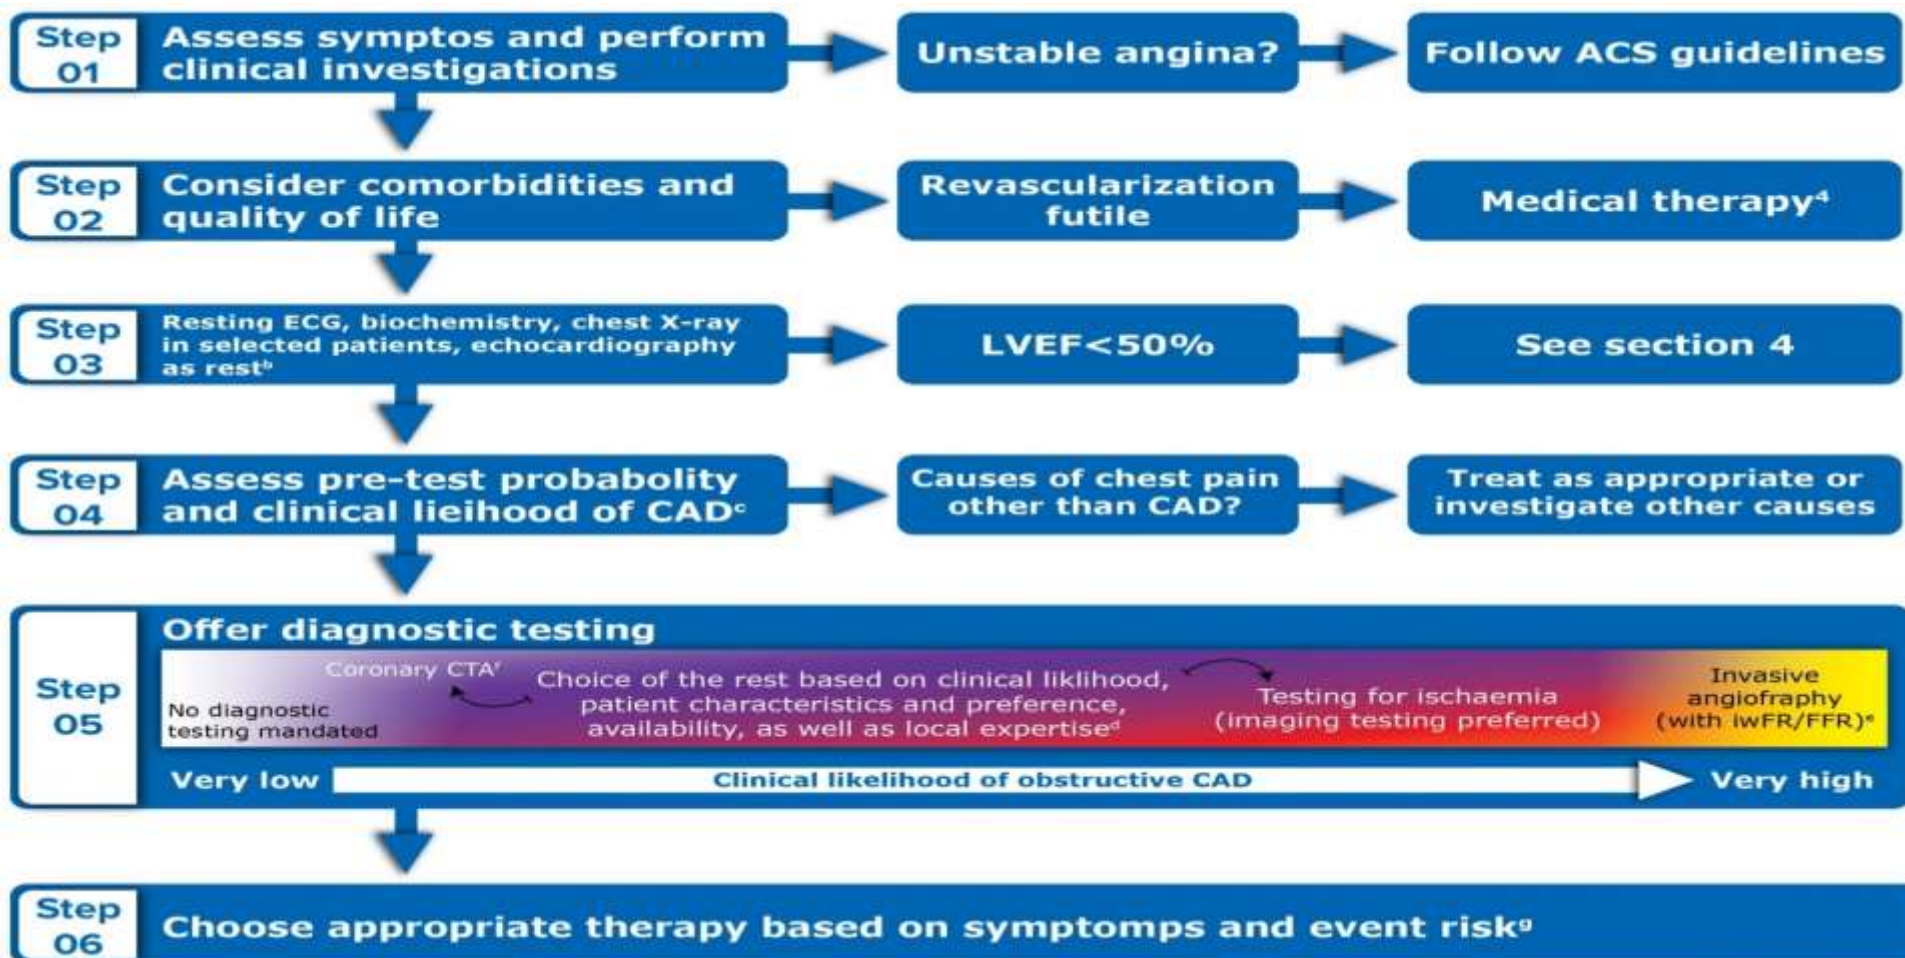 Step
01
Assess symptos and perform
clinical investigations
Unstable angina?
Follow ACS guidelines
Step
02
Consider comorbidities and
quality of life
Revascularization
futile
Medical therapy⁴
Step
03
Resting ECG, biochemistry, chest X-ray
in selected patients, echocardiography
as restᵇ
LVEF<50%
See section 4
Step
04
Assess pre-test probabolity
and clinical lieihood of CADᶜ
Causes of chest pain
other than CAD?
Treat as appropriate or
investigate other causes
Step
05
Offer diagnostic testing
No diagnostic
testing mandated
Coronary CTAᶠ
Choice of the rest based on clinical liklihood,
patient characteristics and preference,
availability, as well as local expertiseᵈ
Testing for ischaemia
(imaging testing preferred)
Invasive
angiofraphy
(with iwFR/FFR)ᵉ
Very low
Clinical likelihood of obstructive CAD
Very high
Step
06
Choose appropriate therapy based on symptomps and event riskᵍ